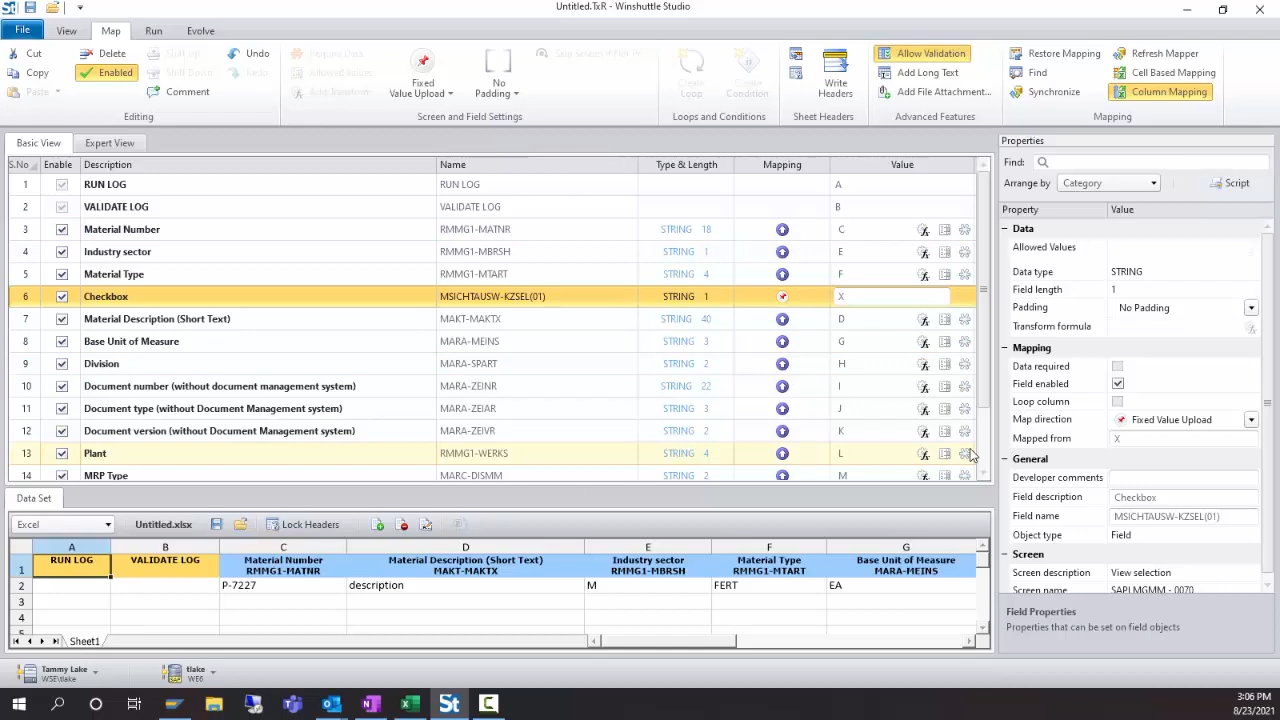 St
Untitled.TxR - Winshuttle Studio
File View Map Run Evolve
Cut Delete Undo
Copy Enabled Redo
Paste Comment
Editing
Fixed Value Upload
No Padding
Screen and Field Settings
Create Loop
Create Condition
Loops and Conditions
Write Headers
Sheet Headers
Allow Validation
Add Long Text
Add File Attachment...
Advanced Features
Restore Mapping Refresh Mapper
Find Cell Based Mapping
Synchronize Column Mapping
Mapping
Basic View Expert View
S.No Enable Description Name Type & Length Mapping Value
1 RUN LOG RUN LOG A
2 VALIDATE LOG VALIDATE LOG B
3 Material Number RMMG1-MATNR STRING 18 C
4 Industry sector RMMG1-MBRSH STRING 1 E
5 Material Type RMMG1-MTART STRING 4 F
6 Checkbox MSICHTAUSW-KZSEL(01) STRING 1 X
7 Material Description (Short Text) MAKT-MAKTX STRING 40 D
8 Base Unit of Measure MARA-MEINS STRING 3 G
9 Division MARA-SPART STRING 2 H
10 Document number (without document management system) MARA-ZEINR STRING 22 I
11 Document type (without Document Management system) MARA-ZEIAR STRING 3 J
12 Document version (without Document Management system) MARA-ZEIVR STRING 2 K
13 Plant RMMG1-WERKS STRING 4 L
14 MRP Type MARC-DISMM STRING 2 M
Properties
Find:
Arrange by Category Script
Property Value
Data
Allowed Values
Data type STRING
Field length 1
Padding No Padding
Transform formula
Mapping
Data required
Field enabled
Loop column
Map direction Fixed Value Upload
Mapped from X
General
Developer comments
Field description Checkbox
Field name MSICHTAUSW-KZSEL(01)
Object type Field
Screen
Screen description View selection
Screen name SAPLMGMM - 0070
Field Properties
Properties that can be set on field objects
Data Set
Excel Untitled.xlsx Lock Headers
A B C D E F G
1 RUN LOG VALIDATE LOG Material Number RMMG1-MATNR Material Description (Short Text) MAKT-MAKTX Industry sector RMMG1-MBRSH Material Type RMMG1-MTART Base Unit of Measure MARA-MEINS
2 P-7227 description M FERT EA
3
4
5
Sheet1
Tammy Lake
WSE\tlake
tlake
WE6
St
3:06 PM
8/23/2021